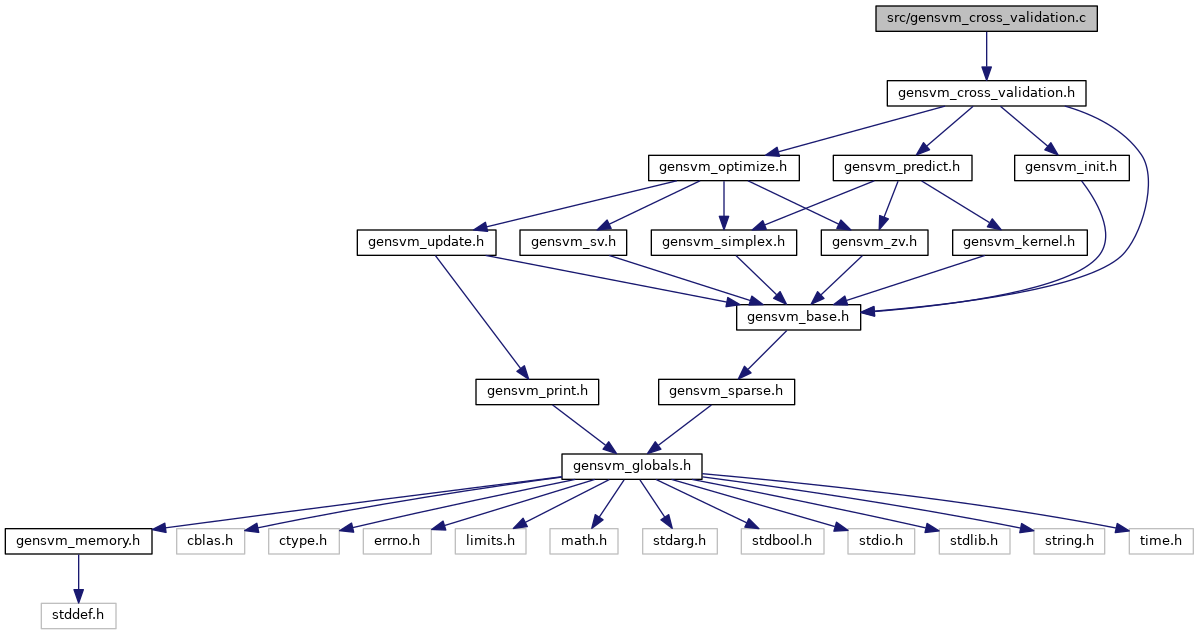 src/gensvm_cross_validation.c
gensvm_cross_validation.h
gensvm_optimize.h
gensvm_predict.h
gensvm_init.h
gensvm_update.h
gensvm_sv.h
gensvm_simplex.h
gensvm_zv.h
gensvm_kernel.h
gensvm_base.h
gensvm_print.h
gensvm_sparse.h
gensvm_globals.h
gensvm_memory.h
cblas.h
ctype.h
errno.h
limits.h
math.h
stdarg.h
stdbool.h
stdio.h
stdlib.h
string.h
time.h
stddef.h